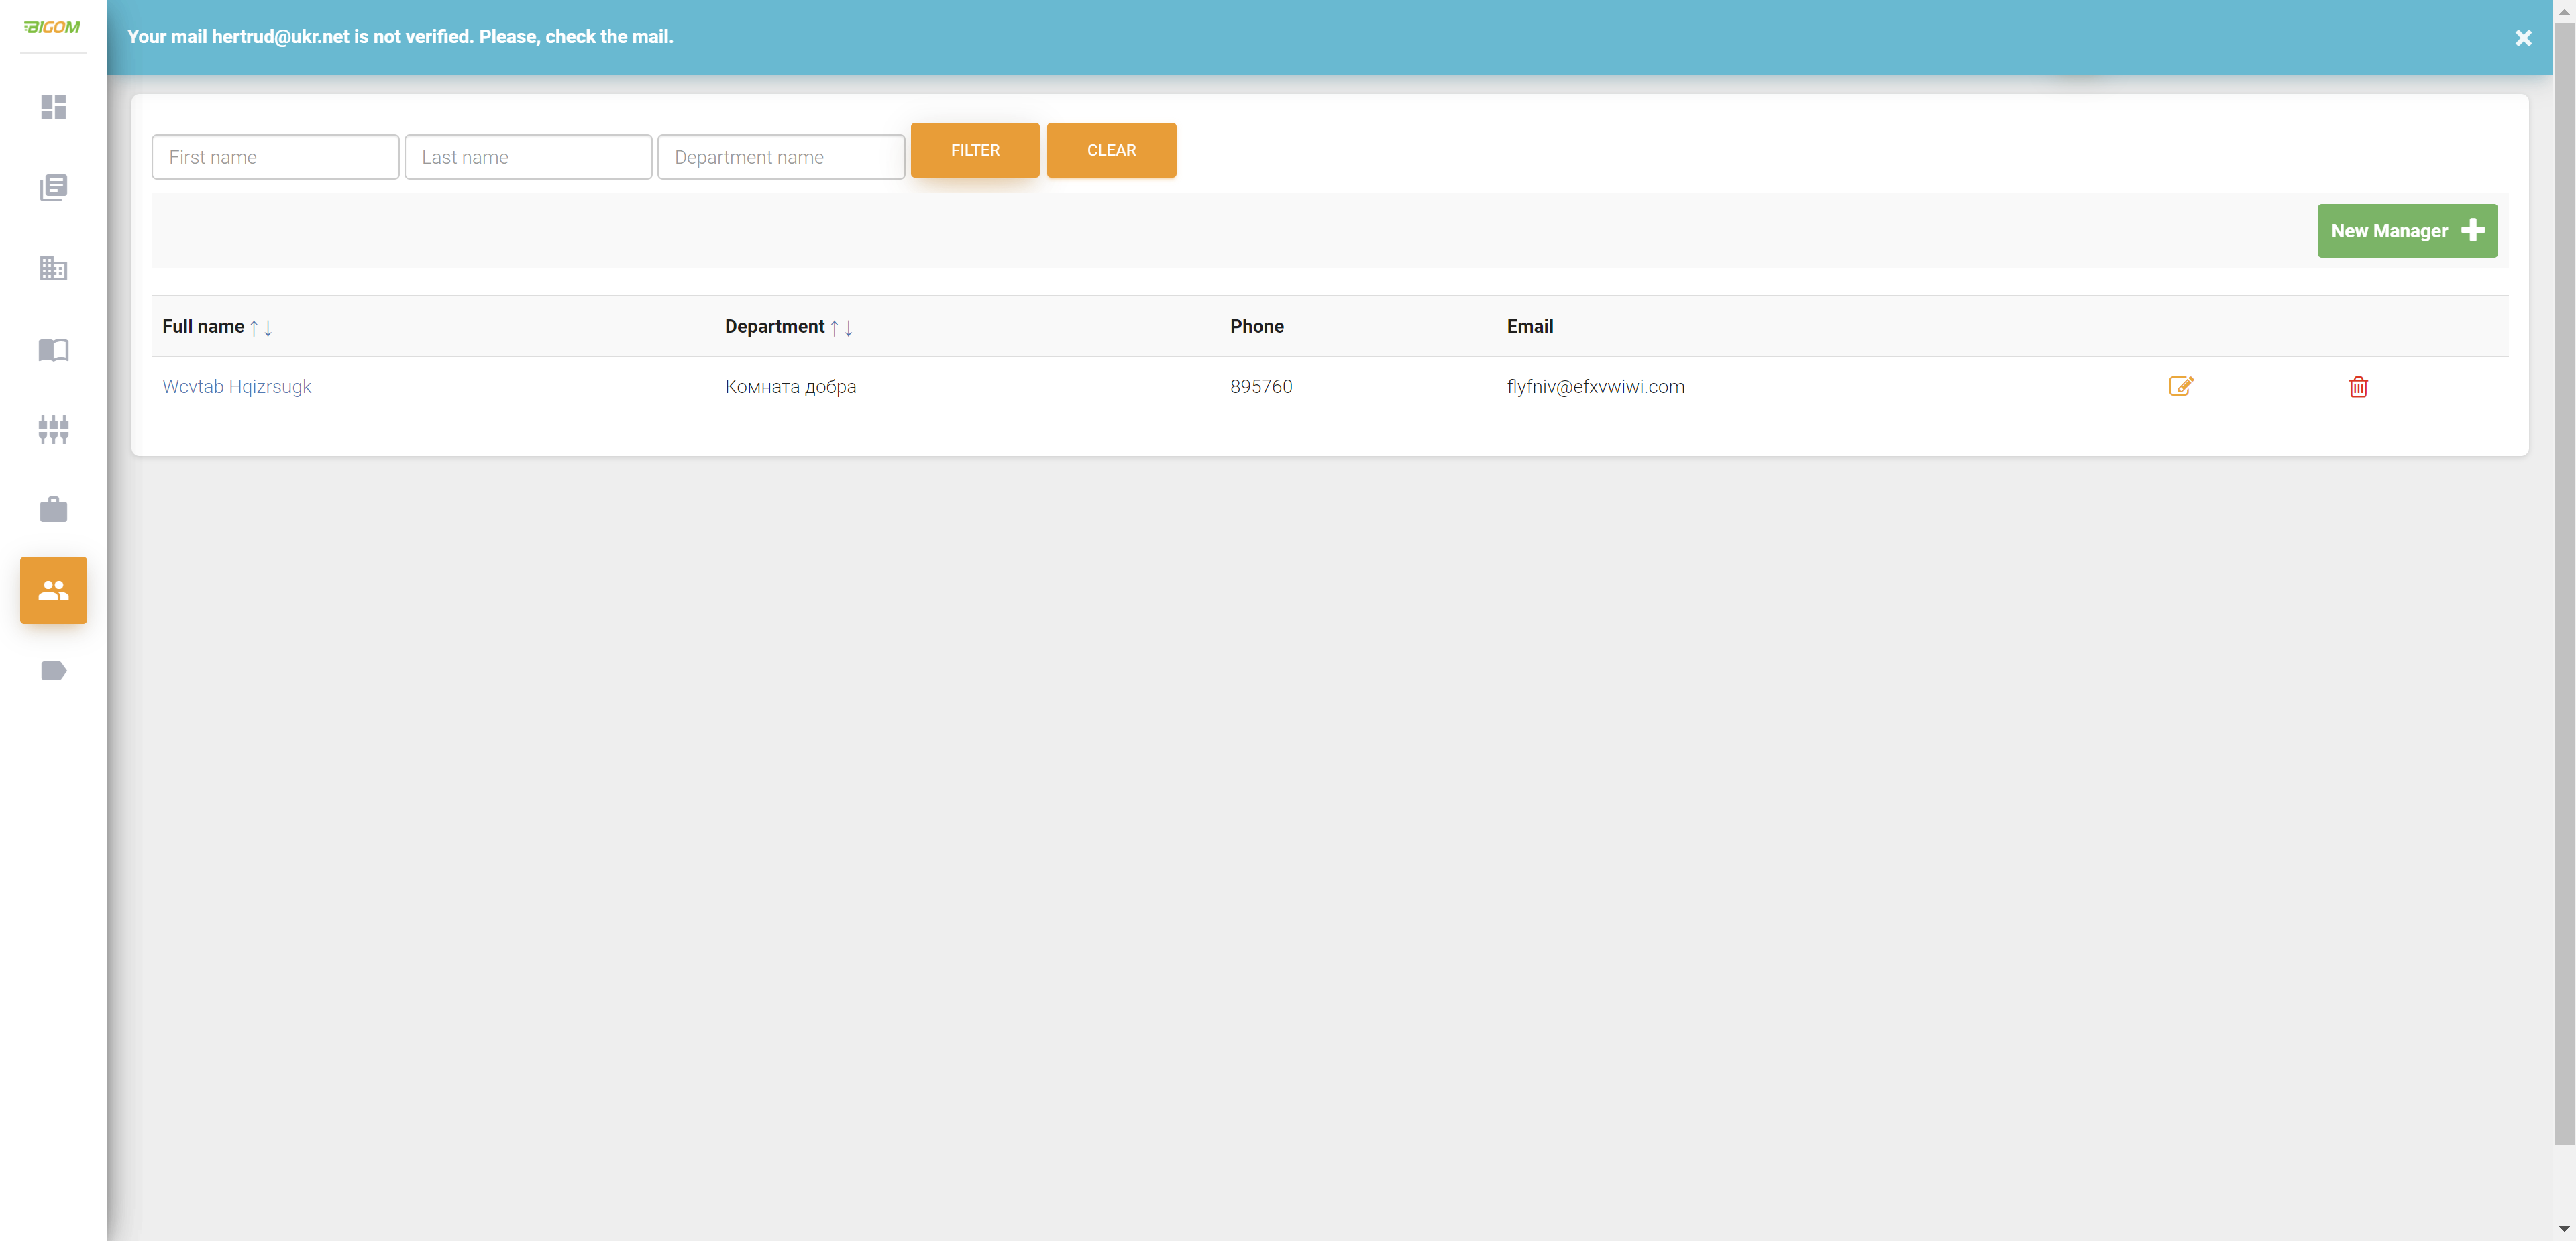 BIGOM
Your mail hertrud@ukr.net is not verified. Please, check the mail.
First name
Last name
Department name
FILTER
CLEAR
New Manager
Full name ↑↓
Department ↑↓
Phone
Email
Wcvtab Hqizrsugk
Комната добра
895760
flyfniv@efxvwiwi.com